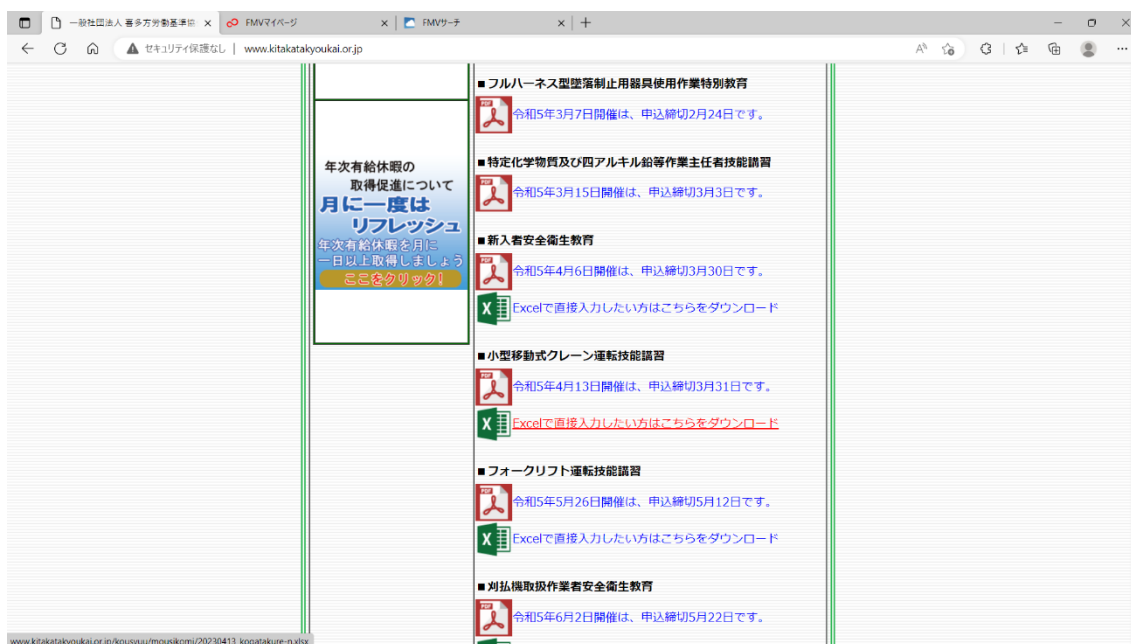 一般社団法人 喜多方労働基準協
FMVマイページ
FMVサーチ
セキュリティ保護なし | www.kitakatakyoukai.or.jp
年次有給休暇の
取得促進について
月に一度は
リフレッシュ
年次有給休暇を月に
一日以上取得しましょう
ここをクリック!
■フルハーネス型墜落制止用器具使用作業特別教育
PDF
令和5年3月7日開催は、申込締切2月24日です。
■特定化学物質及び四アルキル鉛等作業主任者技能講習
PDF
令和5年3月15日開催は、申込締切3月3日です。
■新入者安全衛生教育
PDF
令和5年4月6日開催は、申込締切3月30日です。
X
Excelで直接入力したい方はこちらをダウンロード
■小型移動式クレーン運転技能講習
PDF
令和5年4月13日開催は、申込締切3月31日です。
X
Excelで直接入力したい方はこちらをダウンロード
■フォークリフト運転技能講習
PDF
令和5年5月26日開催は、申込締切5月12日です。
X
Excelで直接入力したい方はこちらをダウンロード
■刈払機取扱作業者安全衛生教育
PDF
令和5年6月2日開催は、申込締切5月22日です。
www.kitakatakyoukai.or.jp/kousyuu/mousikomi/20230413_kogatakure-n.xlsx